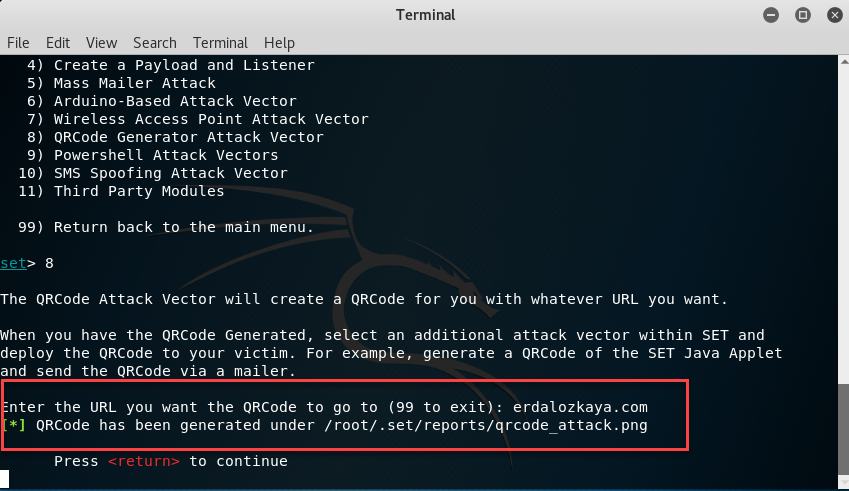 Terminal
File Edit View Search Terminal Help
4) Create a Payload and Listener
5) Mass Mailer Attack
6) Arduino-Based Attack Vector
7) Wireless Access Point Attack Vector
8) QRCode Generator Attack Vector
9) Powershell Attack Vectors
10) SMS Spoofing Attack Vector
11) Third Party Modules
99) Return back to the main menu.
set> 8
The QRCode Attack Vector will create a QRCode for you with whatever URL you want.
When you have the QRCode Generated, select an additional attack vector within SET and
deploy the QRCode to your victim. For example, generate a QRCode of the SET Java Applet
and send the QRCode via a mailer.
Enter the URL you want the QRCode to go to (99 to exit): erdalozkaya.com
[*] QRCode has been generated under /root/.set/reports/qrcode_attack.png
Press <return> to continue